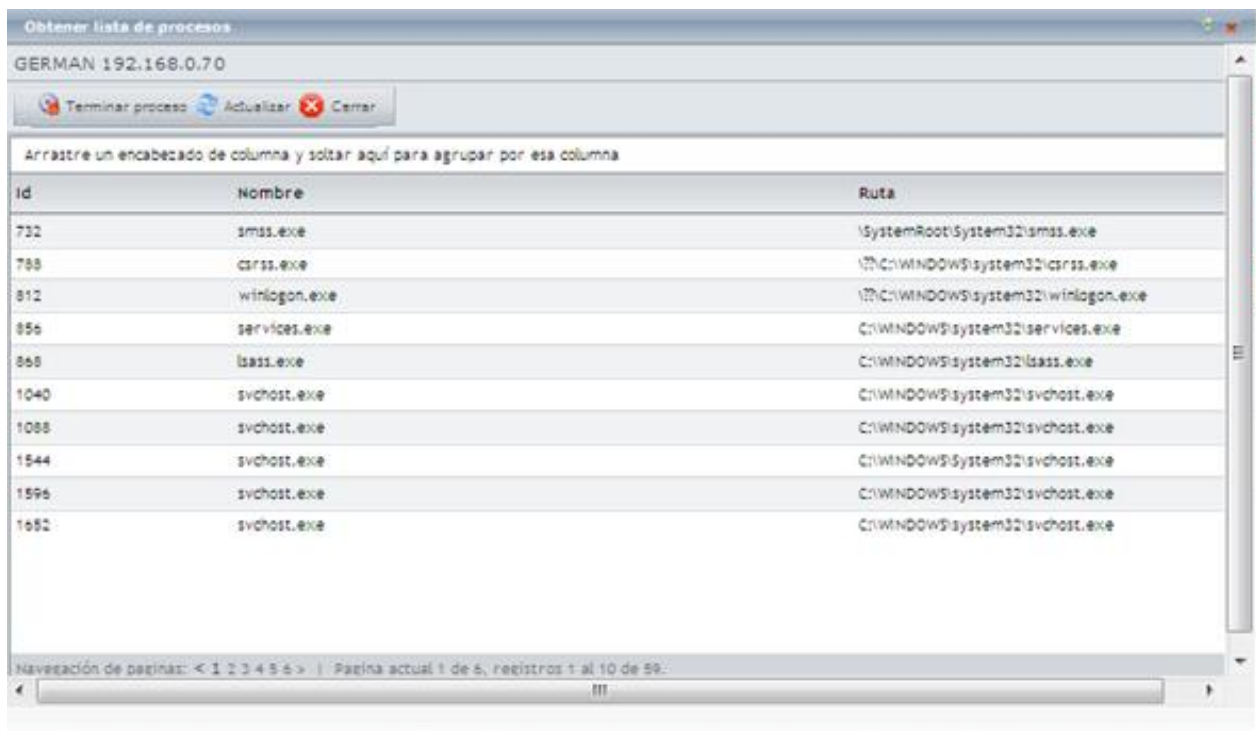 Obtener lista de procesos
GERMAN 192.168.0.70
Terminar proceso Actualizar Cerrar
Arrastre un encabezado de columna y soltar aquí para agrupar por esa columna
Id Nombre Ruta
732 smss.exe \SystemRoot\System32\smss.exe
788 csrss.exe \??\C:\WINDOWS\system32\csrss.exe
812 winlogon.exe \??\C:\WINDOWS\system32\winlogon.exe
856 services.exe C:\WINDOWS\system32\services.exe
868 lsass.exe C:\WINDOWS\system32\lsass.exe
1040 svchost.exe C:\WINDOWS\system32\svchost.exe
1088 svchost.exe C:\WINDOWS\system32\svchost.exe
1544 svchost.exe C:\WINDOWS\System32\svchost.exe
1596 svchost.exe C:\WINDOWS\system32\svchost.exe
1652 svchost.exe C:\WINDOWS\system32\svchost.exe
Navegación de paginas: < 1 2 3 4 5 6 > | Pagina actual 1 de 6, registros 1 al 10 de 59.